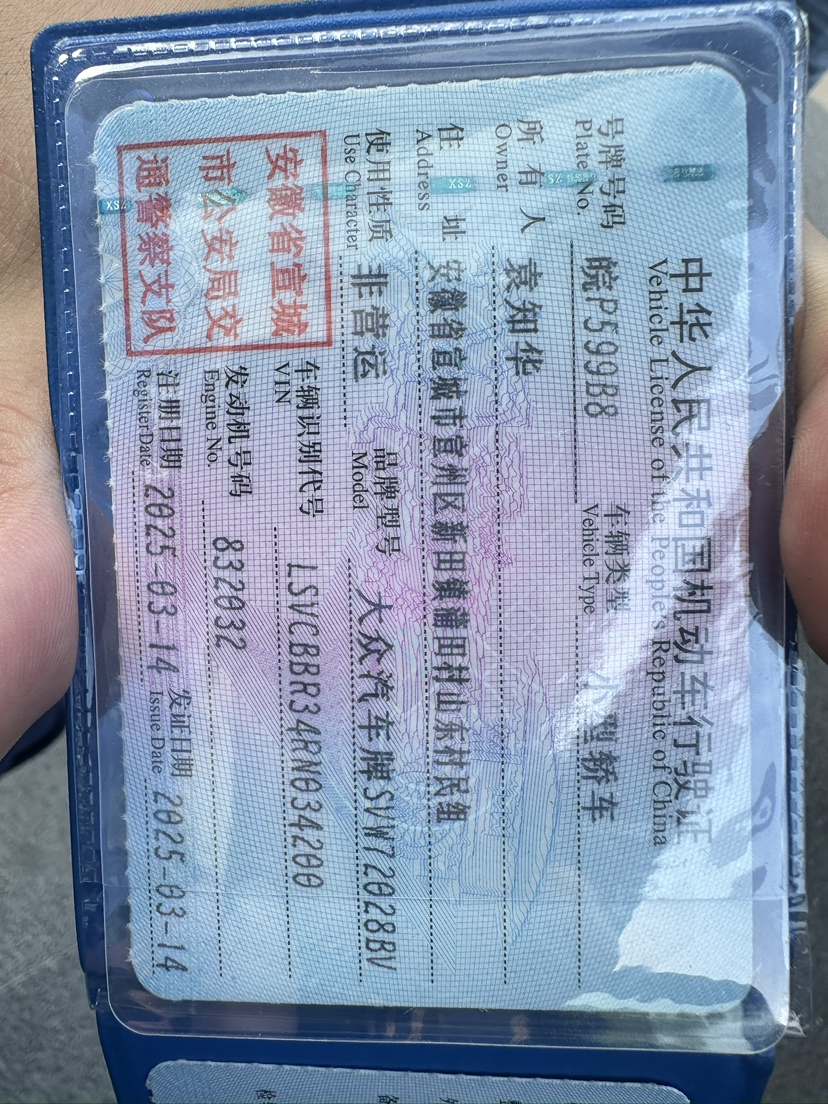 中华人民共和国机动车行驶证
Vehicle License of the People's Republic of China
号牌号码 皖P599B8 车辆类型 小型轿车
Plate No. Vehicle Type
所有人 袁知华
Owner
住址 安徽省宣城市宣州区新田镇蒲田村山东村民组
Address
使用性质 非营运 品牌型号 大众汽车牌SVW72028BV
Use Character Model
安徽省宣城
市公安局交
通警察支队
车辆识别代号 LSVCBBR34RN034200
VIN
发动机号码 832032
Engine No.
注册日期 2025-03-14 发证日期 2025-03-14
Register Date Issue Date